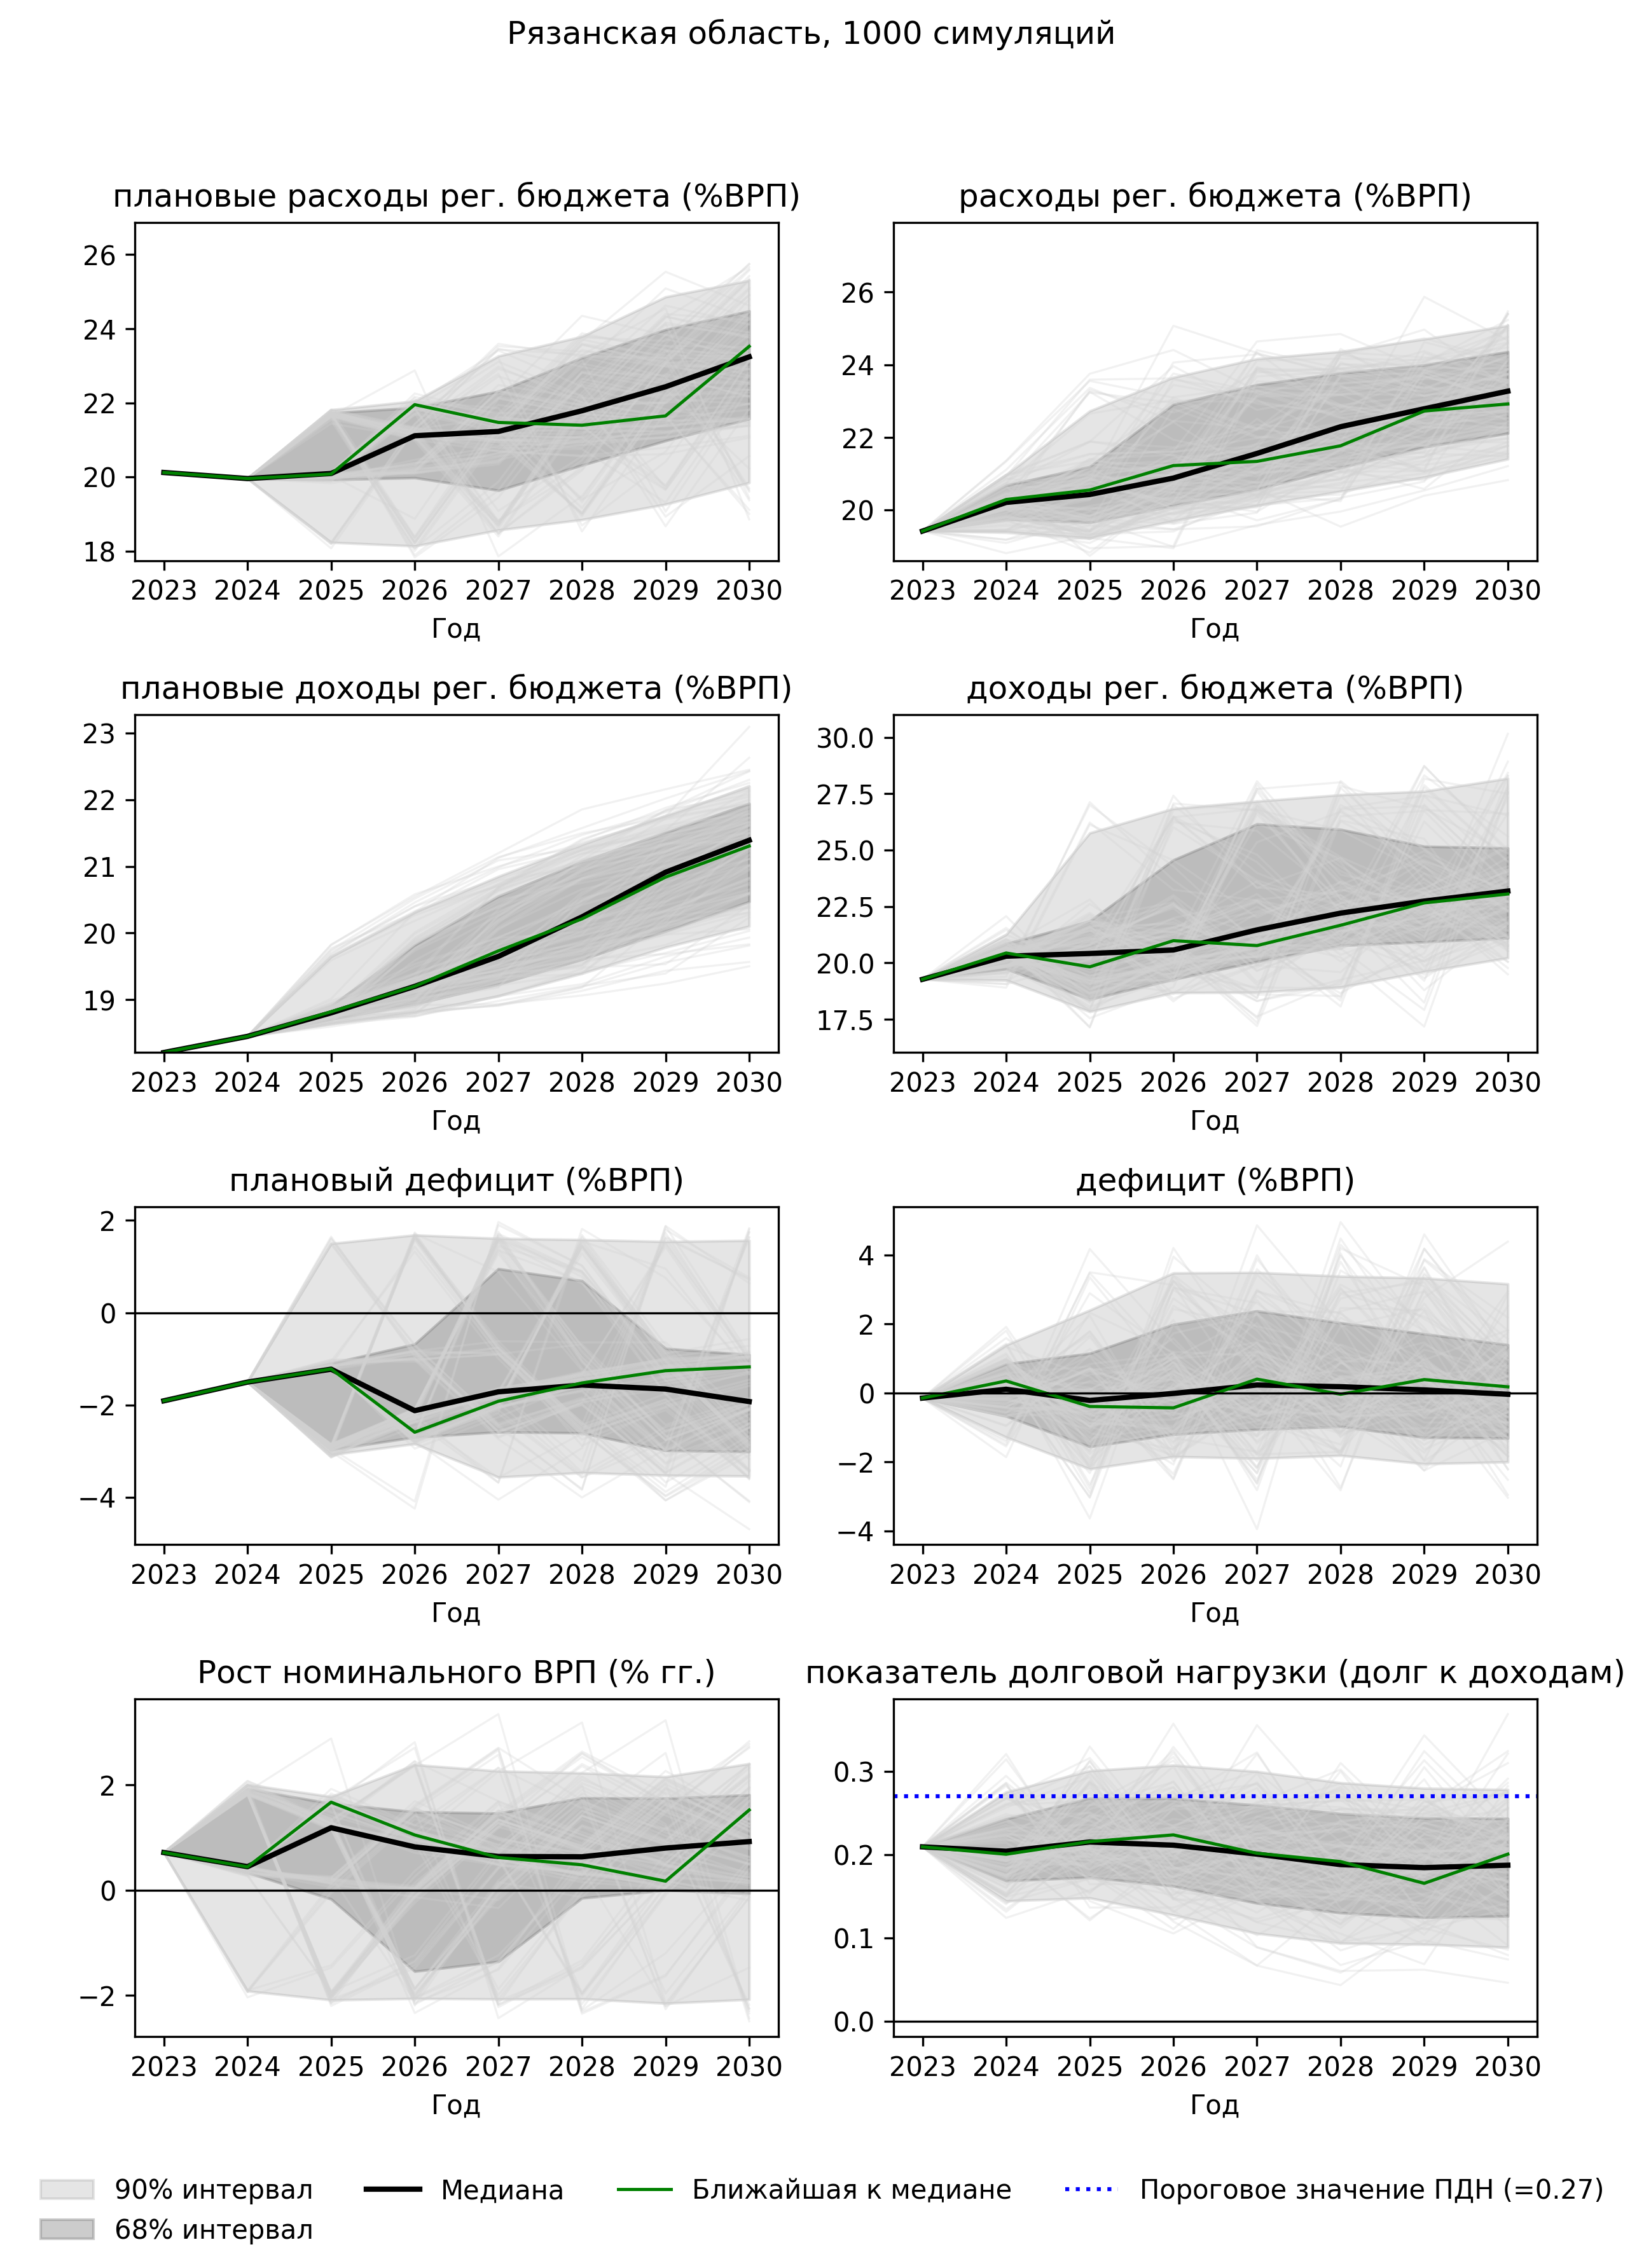 Рязанская область, 1000 симуляций
плановые расходы рег. бюджета (%ВРП)
26
24
22
20
18
2023 2024 2025 2026 2027 2028 2029 2030
Год
расходы рег. бюджета (%ВРП)
26
24
22
20
2023 2024 2025 2026 2027 2028 2029 2030
Год
плановые доходы рег. бюджета (%ВРП)
23
22
21
20
19
2023 2024 2025 2026 2027 2028 2029 2030
Год
доходы рег. бюджета (%ВРП)
30.0
27.5
25.0
22.5
20.0
17.5
2023 2024 2025 2026 2027 2028 2029 2030
Год
плановый дефицит (%ВРП)
2
0
−2
−4
2023 2024 2025 2026 2027 2028 2029 2030
Год
дефицит (%ВРП)
4
2
0
−2
−4
2023 2024 2025 2026 2027 2028 2029 2030
Год
Рост номинального ВРП (% гг.)
2
0
−2
2023 2024 2025 2026 2027 2028 2029 2030
Год
показатель долговой нагрузки (долг к доходам)
0.3
0.2
0.1
0.0
2023 2024 2025 2026 2027 2028 2029 2030
Год
90% интервал
68% интервал
Медиана
Ближайшая к медиане
Пороговое значение ПДН (=0.27)